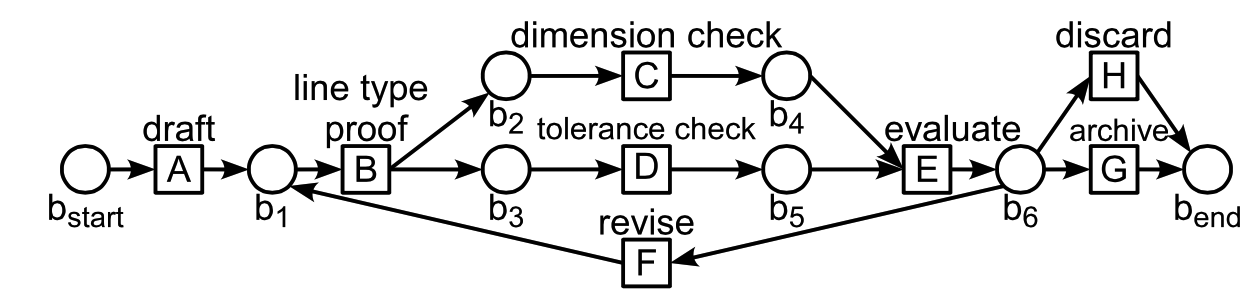 dimension check
discard
C
H
line type
b2
b4
draft
proof
tolerance check
evaluate
archive
A
B
D
E
G
bstart
b1
b3
b5
b6
bend
revise
F